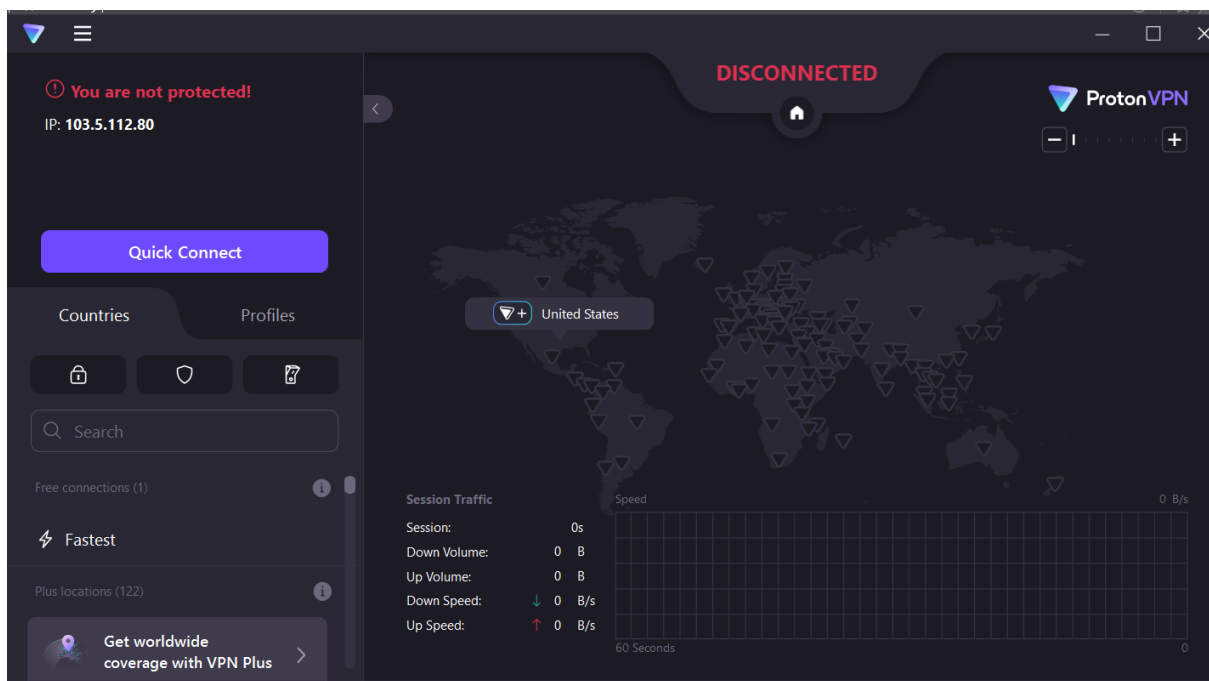 You are not protected!
IP: 103.5.112.80
Quick Connect
Countries
Profiles
Search
Free connections (1)
Fastest
Plus locations (122)
Get worldwide
coverage with VPN Plus
DISCONNECTED
ProtonVPN
United States
Session Traffic
Session: 0s
Down Volume: 0 B
Up Volume: 0 B
Down Speed: ↓ 0 B/s
Up Speed: ↑ 0 B/s
Speed 0 B/s
60 Seconds 0